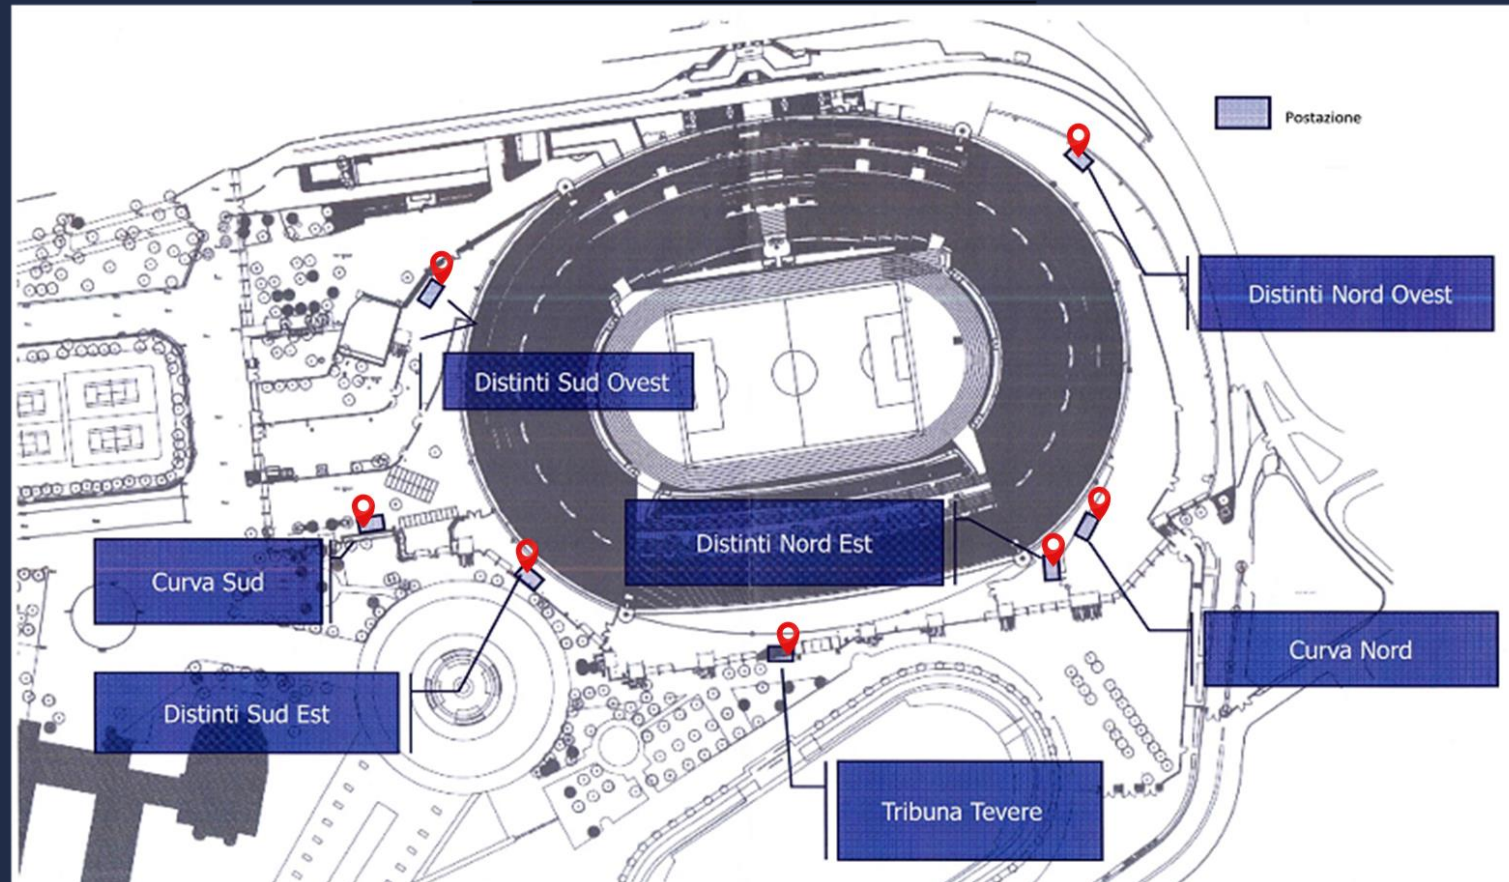 Postazione
Distinti Nord Ovest
Distinti Sud Ovest
Distinti Nord Est
Curva Sud
Curva Nord
Distinti Sud Est
Tribuna Tevere